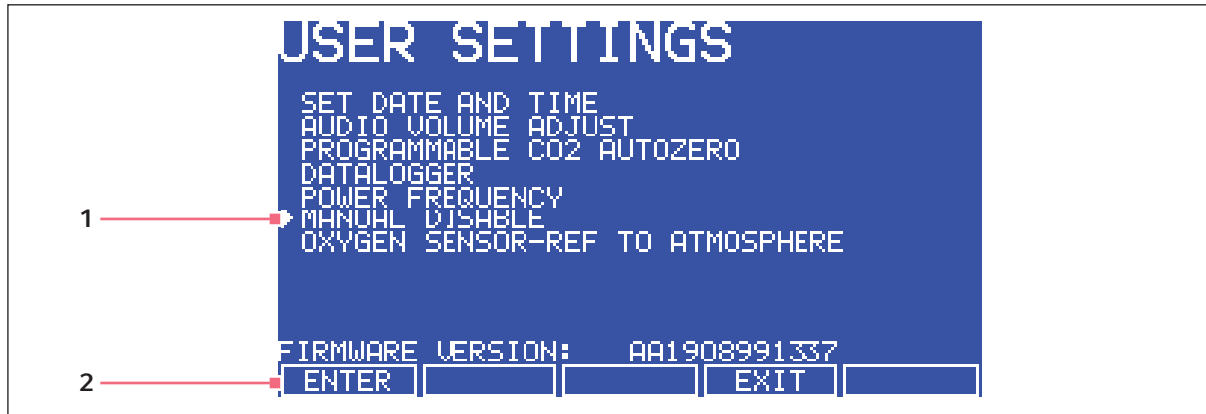 USER SETTINGS
SET DATE AND TIME
AUDIO VOLUME ADJUST
PROGRAMMABLE CO2 AUTOZERO
DATALOGGER
POWER FREQUENCY
1
MANUAL DISABLE
OXYGEN SENSOR-REF TO ATMOSPHERE
FIRMWARE VERSION: AA1908991337
2
ENTER EXIT